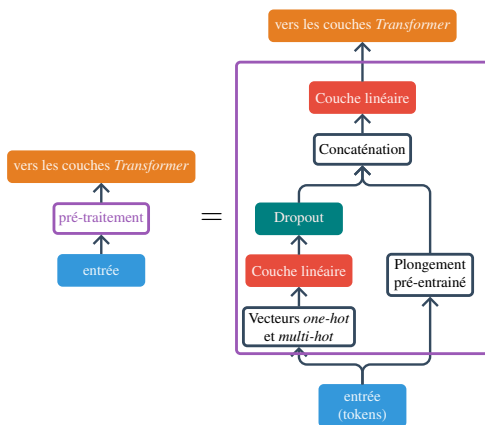 vers les couches Transformer
pré-traitement
entrée
=
vers les couches Transformer
Couche linéaire
Concaténation
Dropout
Couche linéaire
Vecteurs one-hot
et multi-hot
Plongement
pré-entrainé
entrée
(tokens)